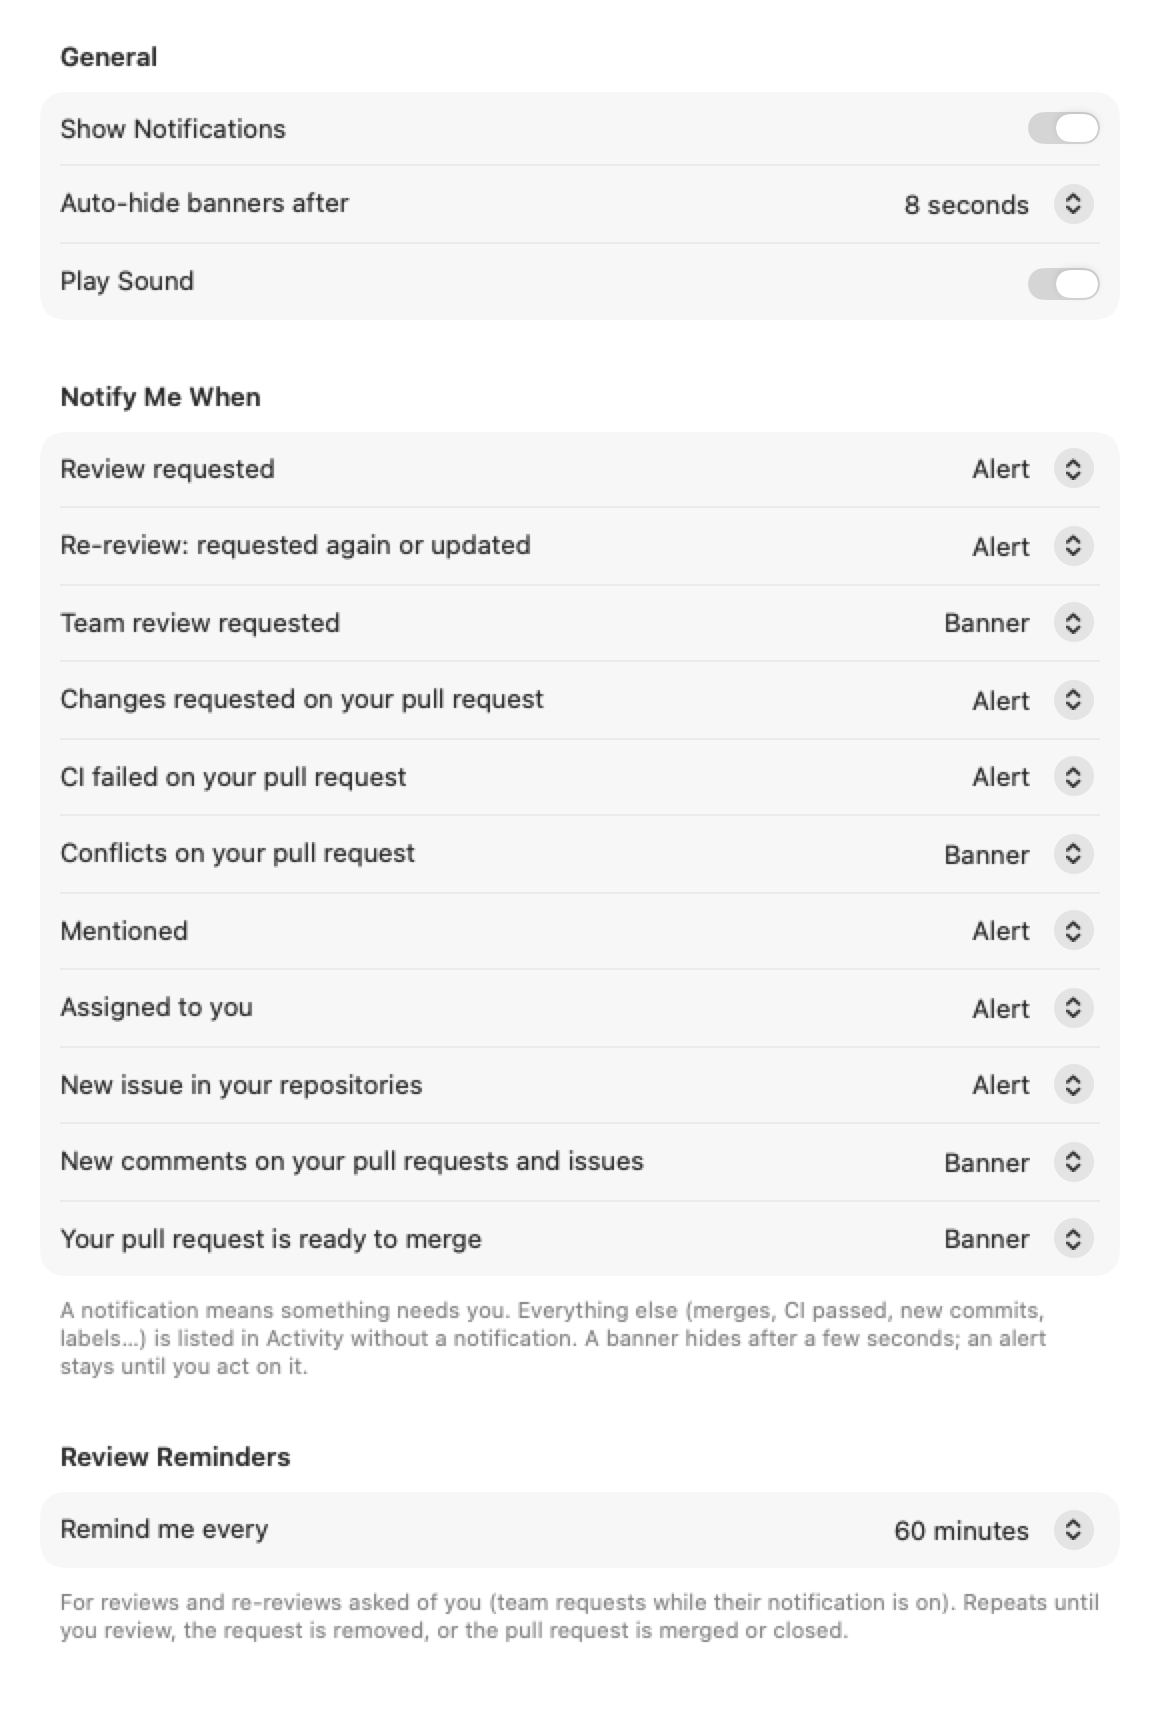 General
Show Notifications
Auto-hide banners after 8 seconds
Play Sound
Notify Me When
Review requested Alert
Re-review: requested again or updated Alert
Team review requested Banner
Changes requested on your pull request Alert
CI failed on your pull request Alert
Conflicts on your pull request Banner
Mentioned Alert
Assigned to you Alert
New issue in your repositories Alert
New comments on your pull requests and issues Banner
Your pull request is ready to merge Banner
A notification means something needs you. Everything else (merges, CI passed, new commits,
labels...) is listed in Activity without a notification. A banner hides after a few seconds; an alert
stays until you act on it.
Review Reminders
Remind me every 60 minutes
For reviews and re-reviews asked of you (team requests while their notification is on). Repeats until
you review, the request is removed, or the pull request is merged or closed.